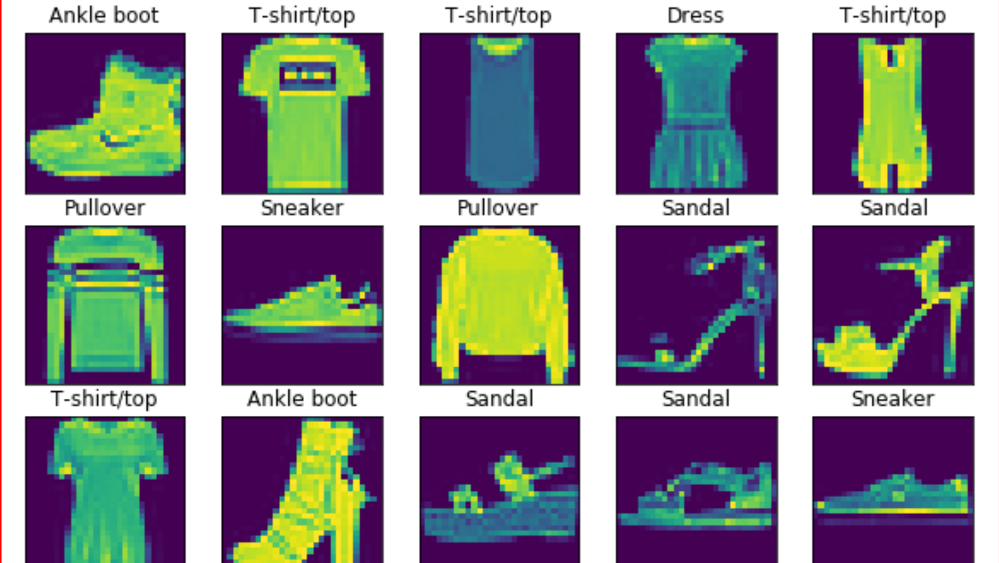 Ankle boot T-shirt/top T-shirt/top Dress T-shirt/top
Pullover Sneaker Pullover Sandal Sandal
T-shirt/top Ankle boot Sandal Sandal Sneaker